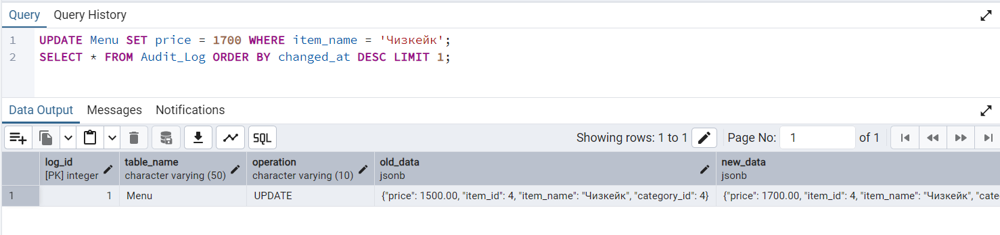 Query Query History
1 UPDATE Menu SET price = 1700 WHERE item_name = 'Чизкейк';
2 SELECT * FROM Audit_Log ORDER BY changed_at DESC LIMIT 1;
Data Output Messages Notifications
SQL Showing rows: 1 to 1 Page No: 1 of 1
log_id table_name operation old_data new_data
[PK] integer character varying (50) character varying (10) jsonb jsonb
1 1 Menu UPDATE {"price": 1500.00, "item_id": 4, "item_name": "Чизкейк", "category_id": 4} {"price": 1700.00, "item_id": 4, "item_name": "Чизкейк", "cate